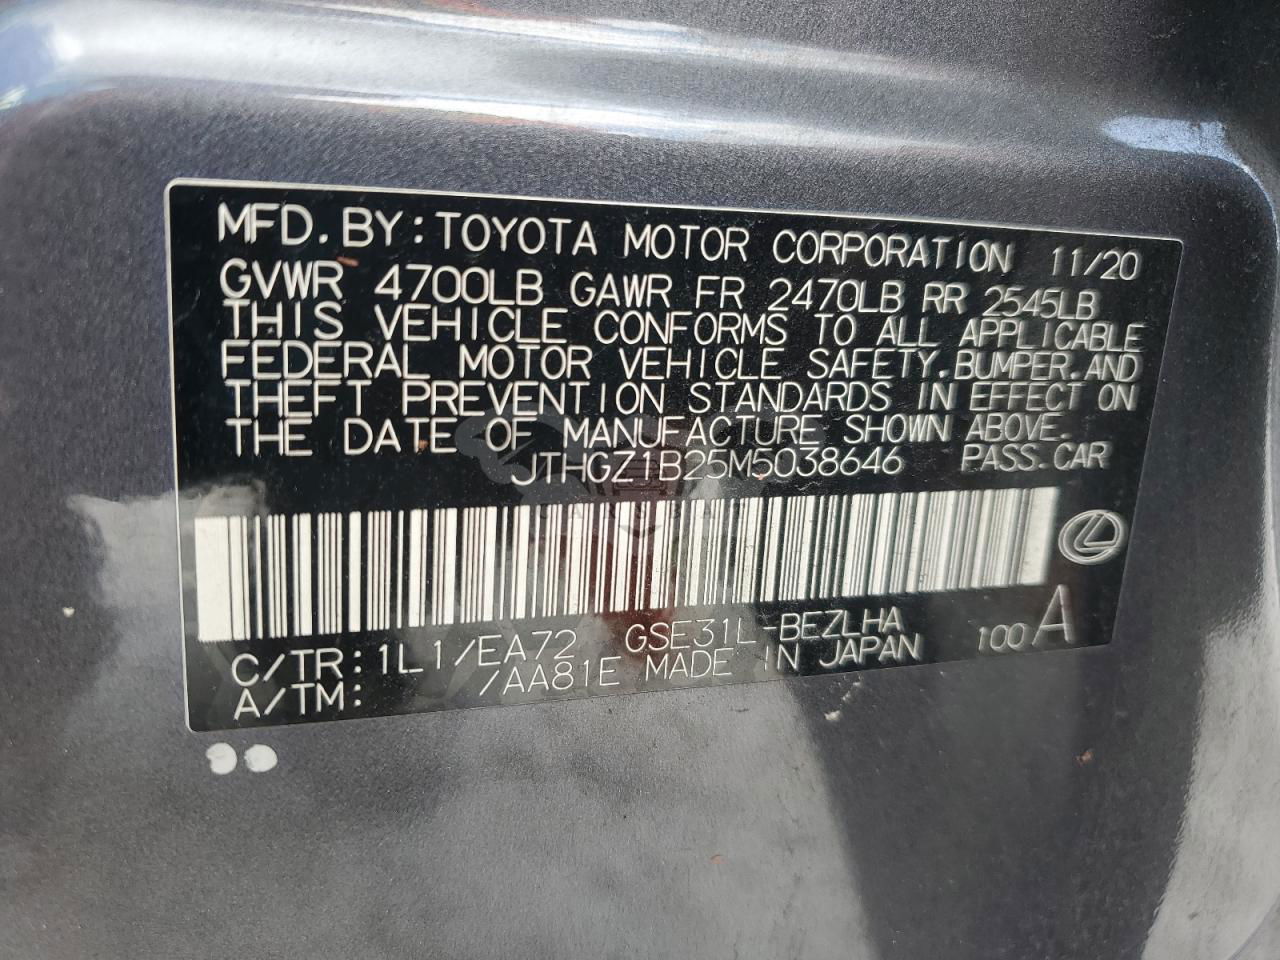 MFD. BY: TOYOTA MOTOR CORPORATION 11/20
GVWR 4700LB GAWR FR 2470LB RR 2545LB
THIS VEHICLE CONFORMS TO ALL APPLICABLE
FEDERAL MOTOR VEHICLE SAFETY, BUMPER, AND
THEFT PREVENTION STANDARDS IN EFFECT ON
THE DATE OF MANUFACTURE SHOWN ABOVE.
JTHGZ1B25M5038646 PASS. CAR
C/TR: 1L1/EA72 GSE31L-BEZLHA 100 A
A/TM: /AA81E MADE IN JAPAN